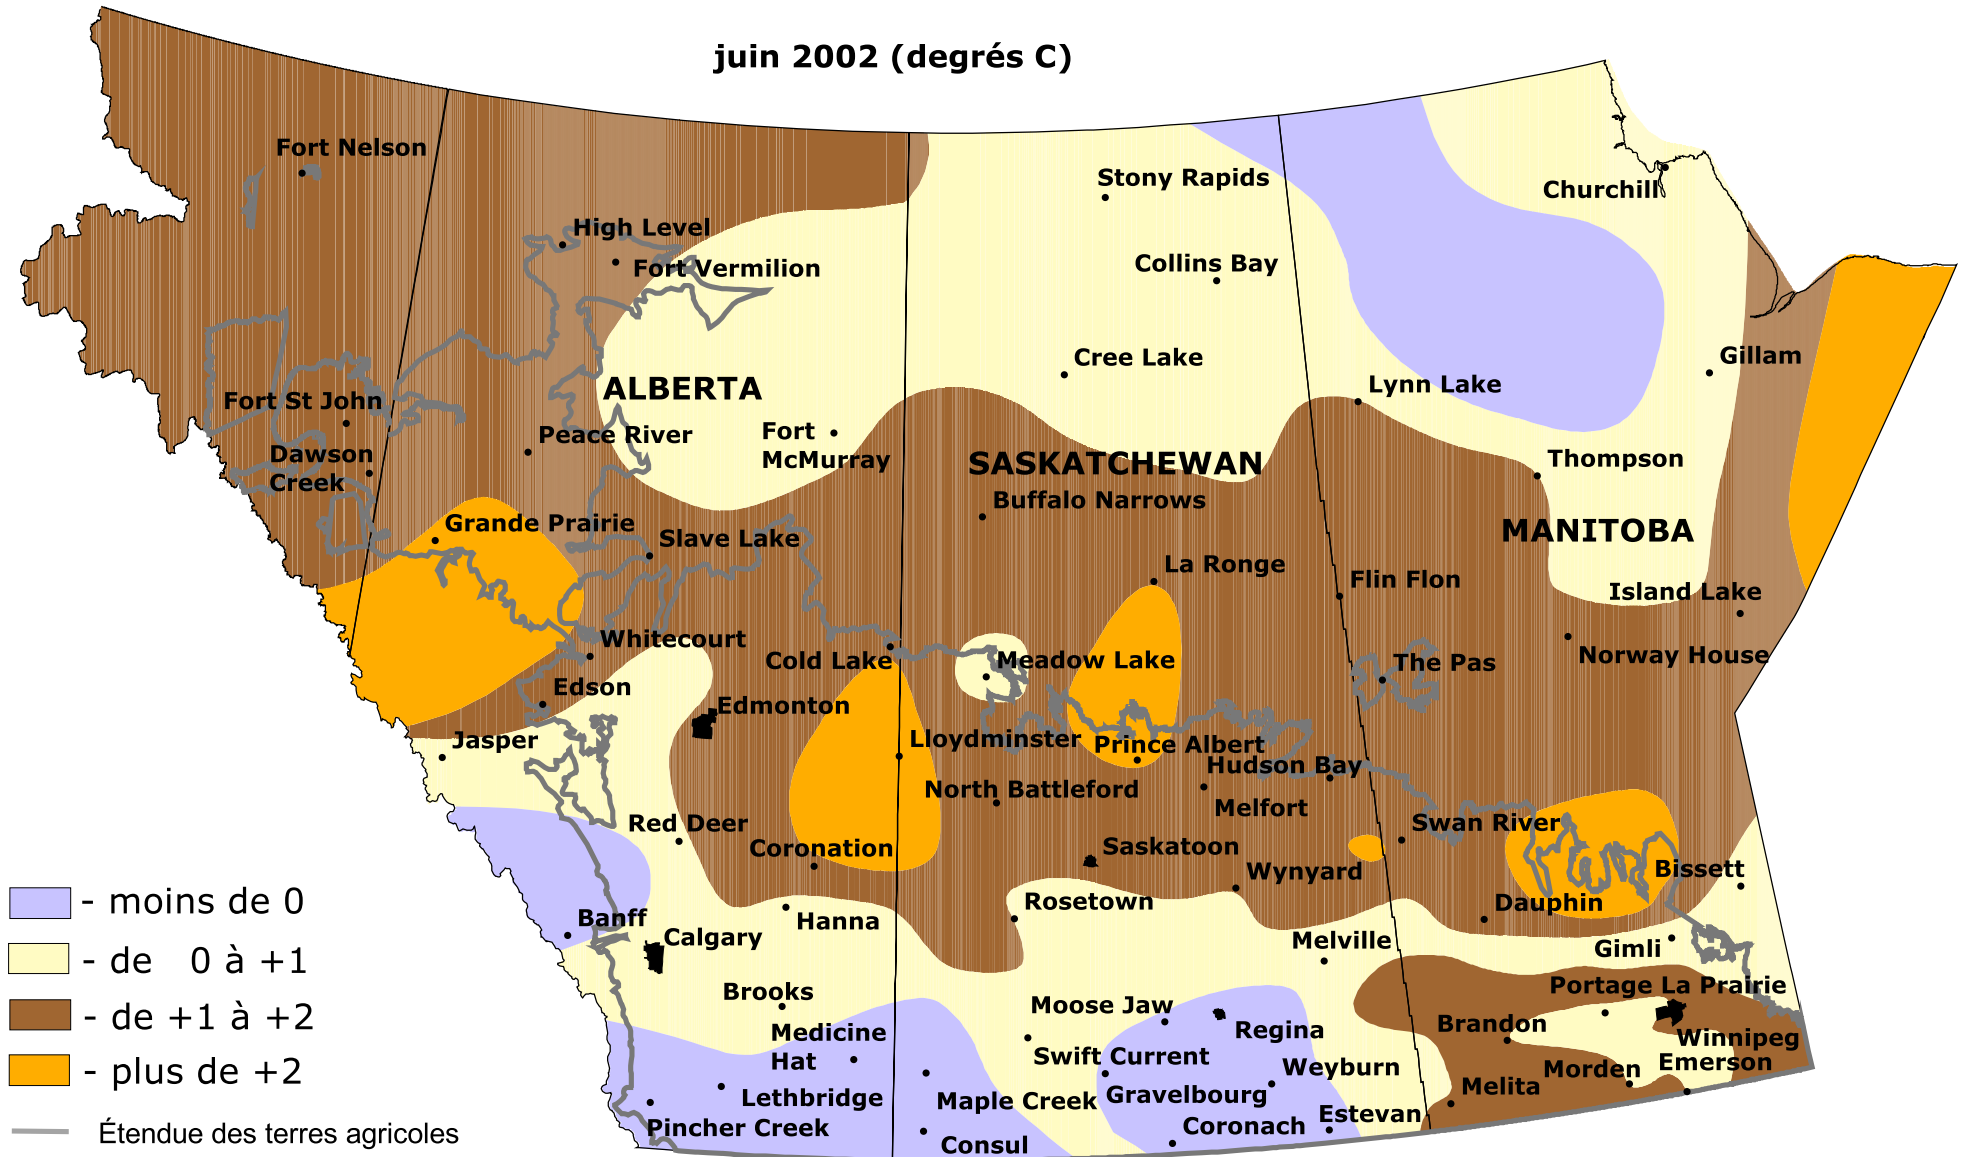 juin 2002 (degrés C)
Fort Nelson
Stony Rapids
Churchill
High Level
Fort Vermilion
Collins Bay
Gillam
Cree Lake
Lynn Lake
ALBERTA
Fort St John
Peace River
Fort
McMurray
Dawson
Creek
SASKATCHEWAN
Thompson
Buffalo Narrows
MANITOBA
Grande Prairie
Slave Lake
La Ronge
Flin Flon
Island Lake
Whitecourt
Cold Lake
Meadow Lake
The Pas
Norway House
Edson
Edmonton
Jasper
Lloydminster
Prince Albert
Hudson Bay
North Battleford
Melfort
Red Deer
Swan River
Coronation
Saskatoon
Wynyard
Bissett
Rosetown
Dauphin
Banff
Hanna
Calgary
Melville
Gimli
Brooks
Moose Jaw
Portage La Prairie
Medicine
Hat
Regina
Brandon
Winnipeg
Swift Current
Weyburn
Morden
Emerson
Lethbridge
Maple Creek
Gravelbourg
Melita
Pincher Creek
Consul
Coronach
Estevan
- moins de 0
- de 0 à +1
- de +1 à +2
- plus de +2
Étendue des terres agricoles